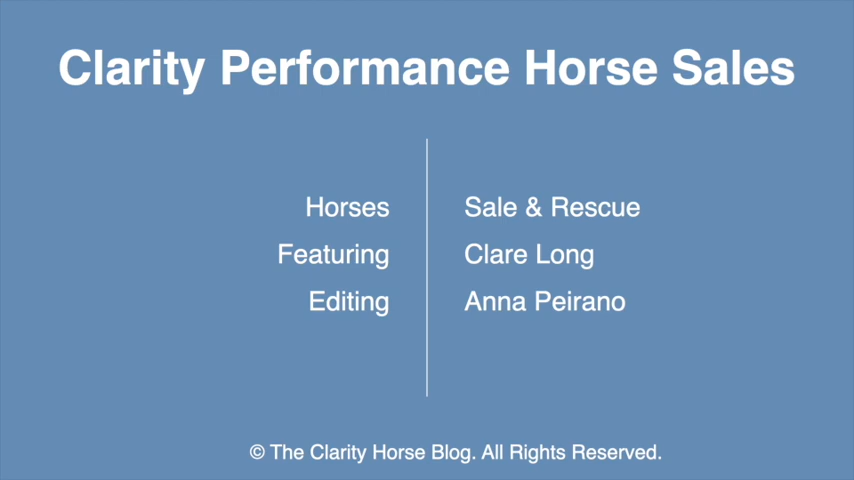 Clarity Performance Horse Sales
Horses Sale & Rescue
Featuring Clare Long
Editing Anna Peirano
© The Clarity Horse Blog. All Rights Reserved.